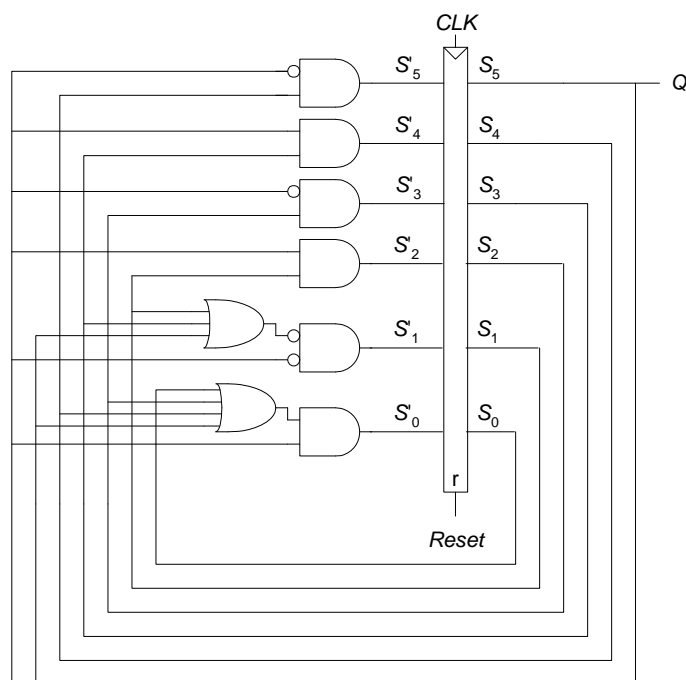 CLK
S'5 S5
Q
S'4 S4
S'3 S3
S'2 S2
S'1 S1
S'0 S0
r
Reset